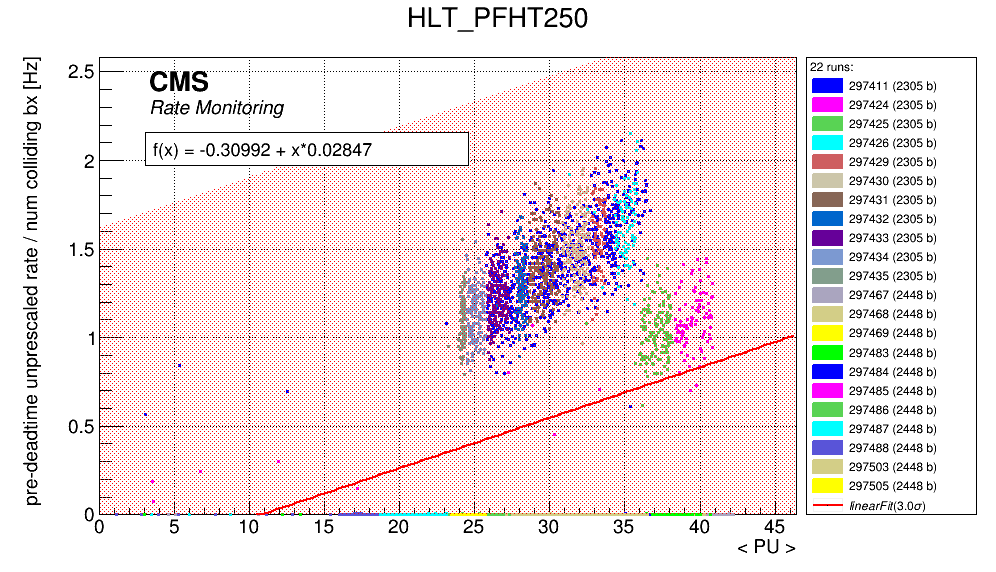 HLT_PFHT250
pre-deadtime unprescaled rate / num colliding bx [Hz]
2.5
2
1.5
1
0.5
0
CMS
Rate Monitoring
f(x) = -0.30992 + x*0.02847
0 5 10 15 20 25 30 35 40 45
< PU >
22 runs:
297411 (2305 b)
297424 (2305 b)
297425 (2305 b)
297426 (2305 b)
297429 (2305 b)
297430 (2305 b)
297431 (2305 b)
297432 (2305 b)
297433 (2305 b)
297434 (2305 b)
297435 (2305 b)
297467 (2448 b)
297468 (2448 b)
297469 (2448 b)
297483 (2448 b)
297484 (2448 b)
297485 (2448 b)
297486 (2448 b)
297487 (2448 b)
297488 (2448 b)
297503 (2448 b)
297505 (2448 b)
linearFit(3.0σ)